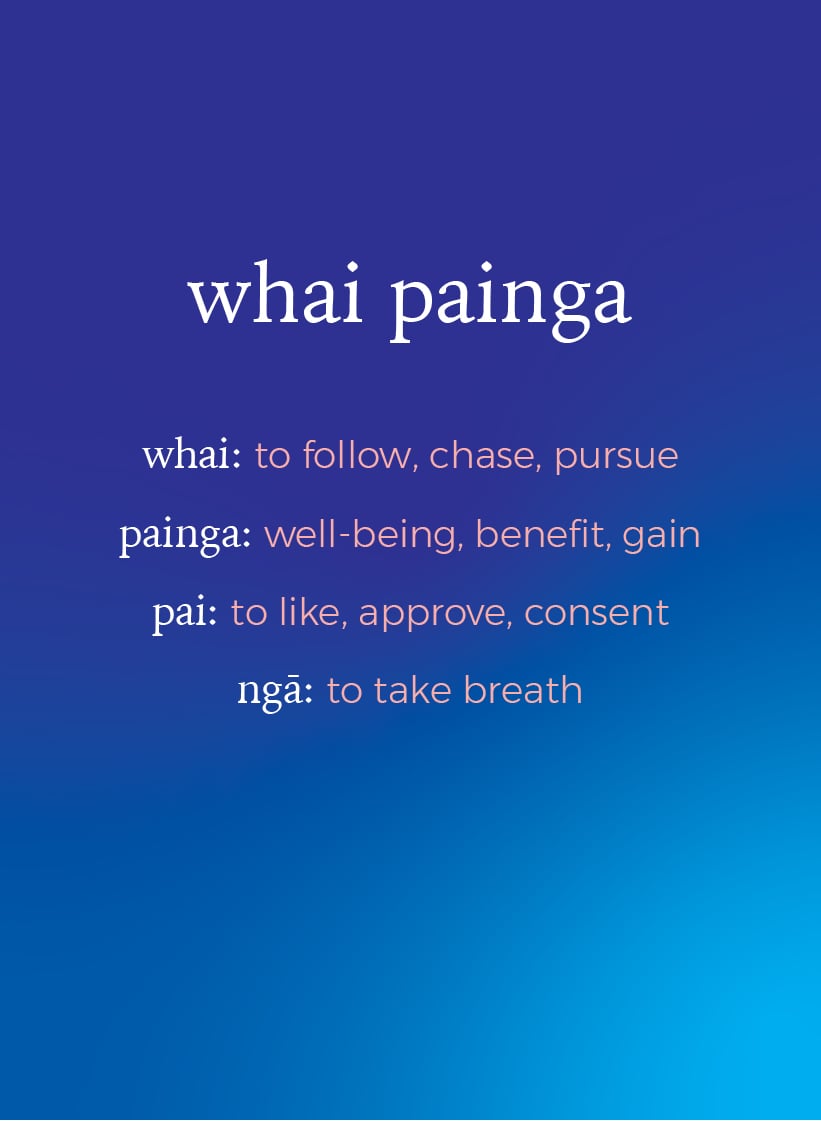 whai painga
whai: to follow, chase, pursue
painga: well-being, benefit, gain
pai: to like, approve, consent
ngā: to take breath